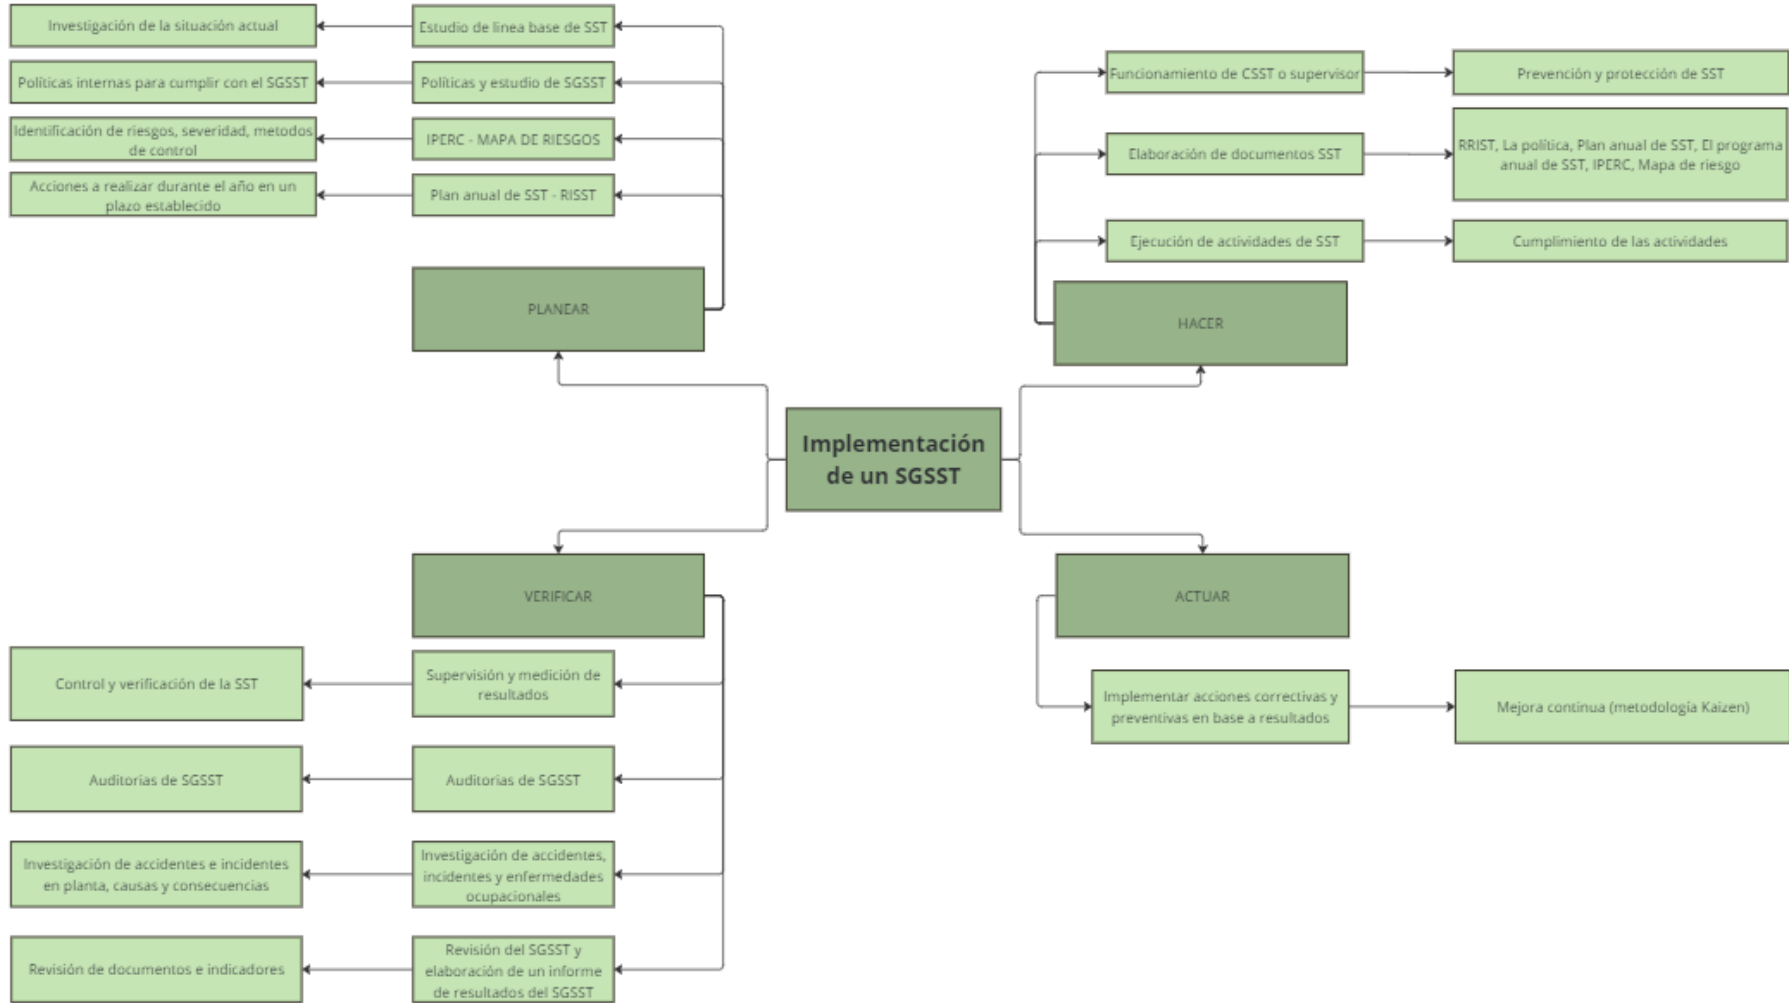 Investigación de la situación actual
Estudio de linea base de SST
Políticas internas para cumplir con el SGSST
Políticas y estudio de SGSST
Identificación de riesgos, severidad, metodos
de control
IPERC - MAPA DE RIESGOS
Acciones a realizar durante el año en un
plazo establecido
Plan anual de SST - RISST
PLANEAR
Funcionamiento de CSST o supervisor
Prevención y protección de SST
Elaboración de documentos SST
RRIST, La política, Plan anual de SST, El programa
anual de SST, IPERC, Mapa de riesgo
Ejecución de actividades de SST
Cumplimiento de las actividades
HACER
Implementación
de un SGSST
VERIFICAR
Control y verificación de la SST
Supervisión y medición de
resultados
Auditorias de SGSST
Auditorias de SGSST
Investigación de accidentes e incidentes
en planta, causas y consecuencias
Investigación de accidentes,
incidentes y enfermedades
ocupacionales
Revisión de documentos e indicadores
Revisión del SGSST y
elaboración de un informe
de resultados del SGSST
ACTUAR
Implementar acciones correctivas y
preventivas en base a resultados
Mejora continua (metodología Kaizen)